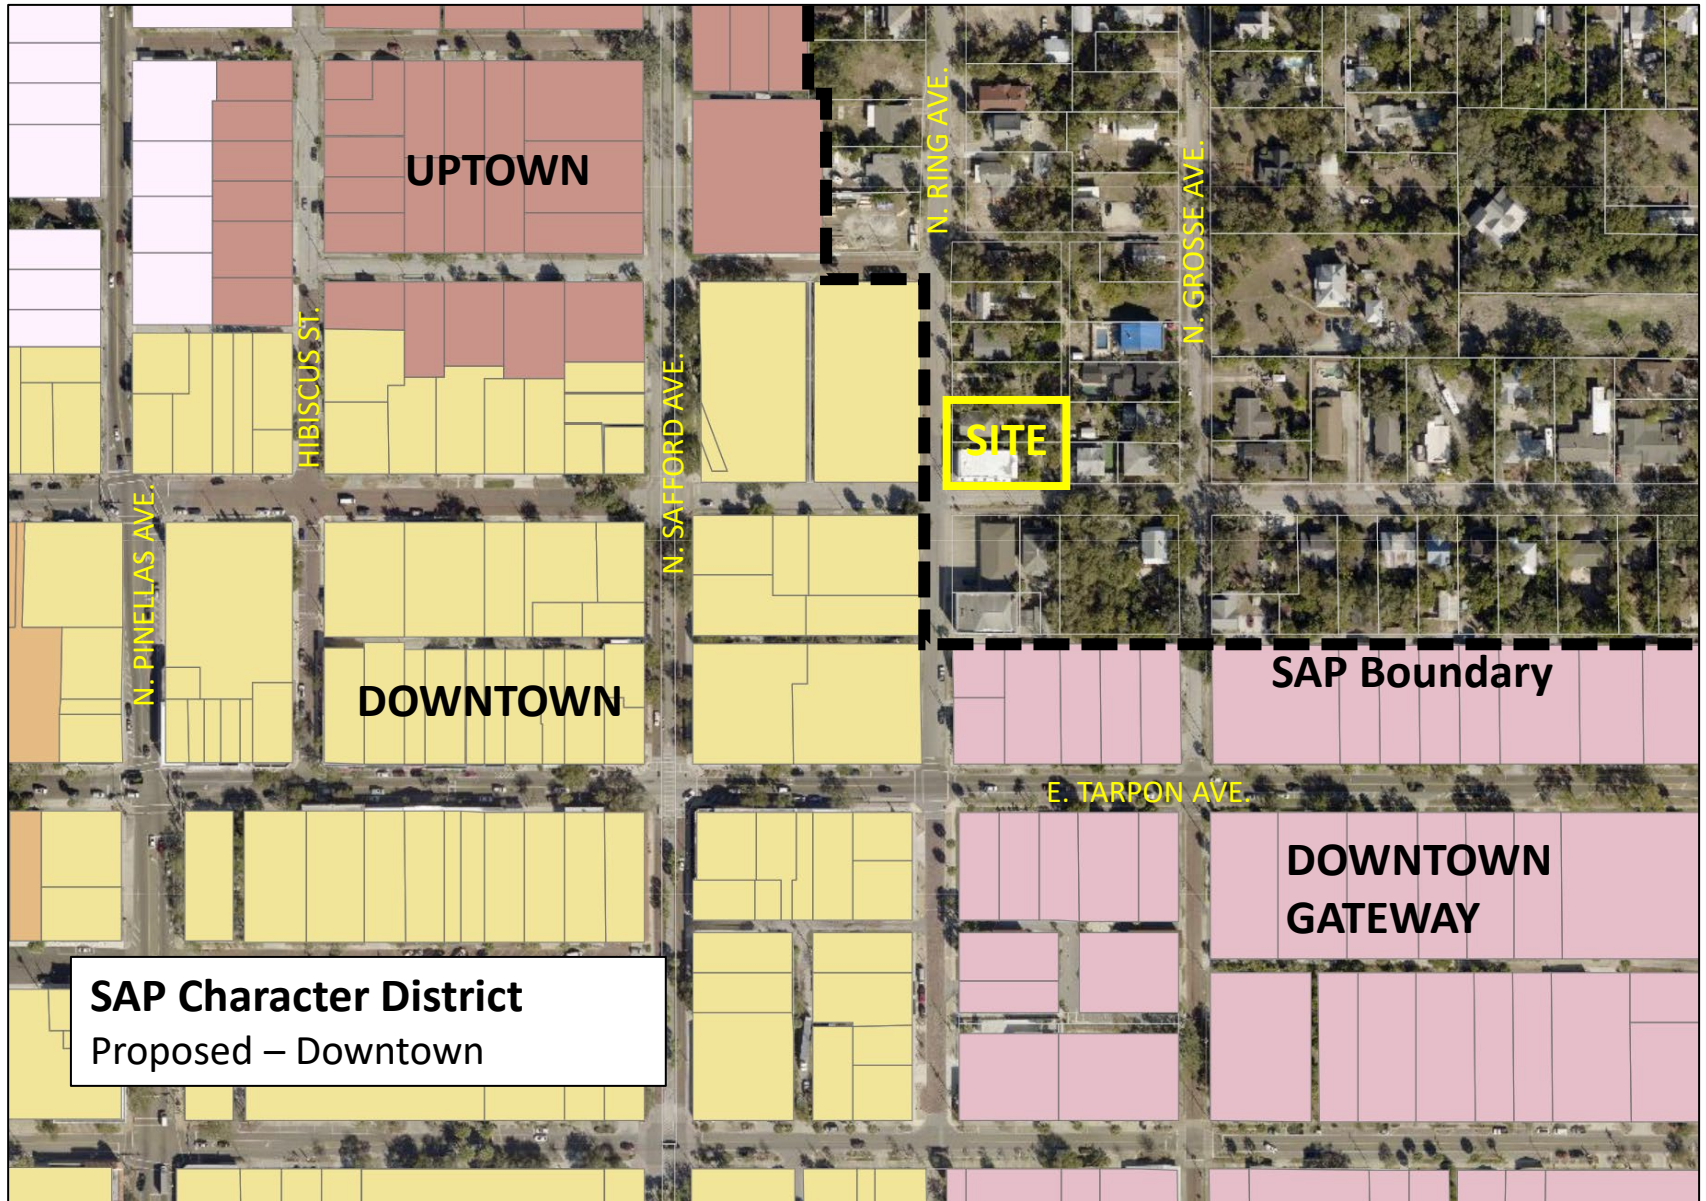 UPTOWN
N. RING AVE.
N. GROSSE AVE.
HIBISCUS ST.
N. SAFFORD AVE.
SITE
N. PINELLAS AVE.
DOWNTOWN
SAP Boundary
E. TARPON AVE.
DOWNTOWN
GATEWAY
SAP Character District
Proposed – Downtown